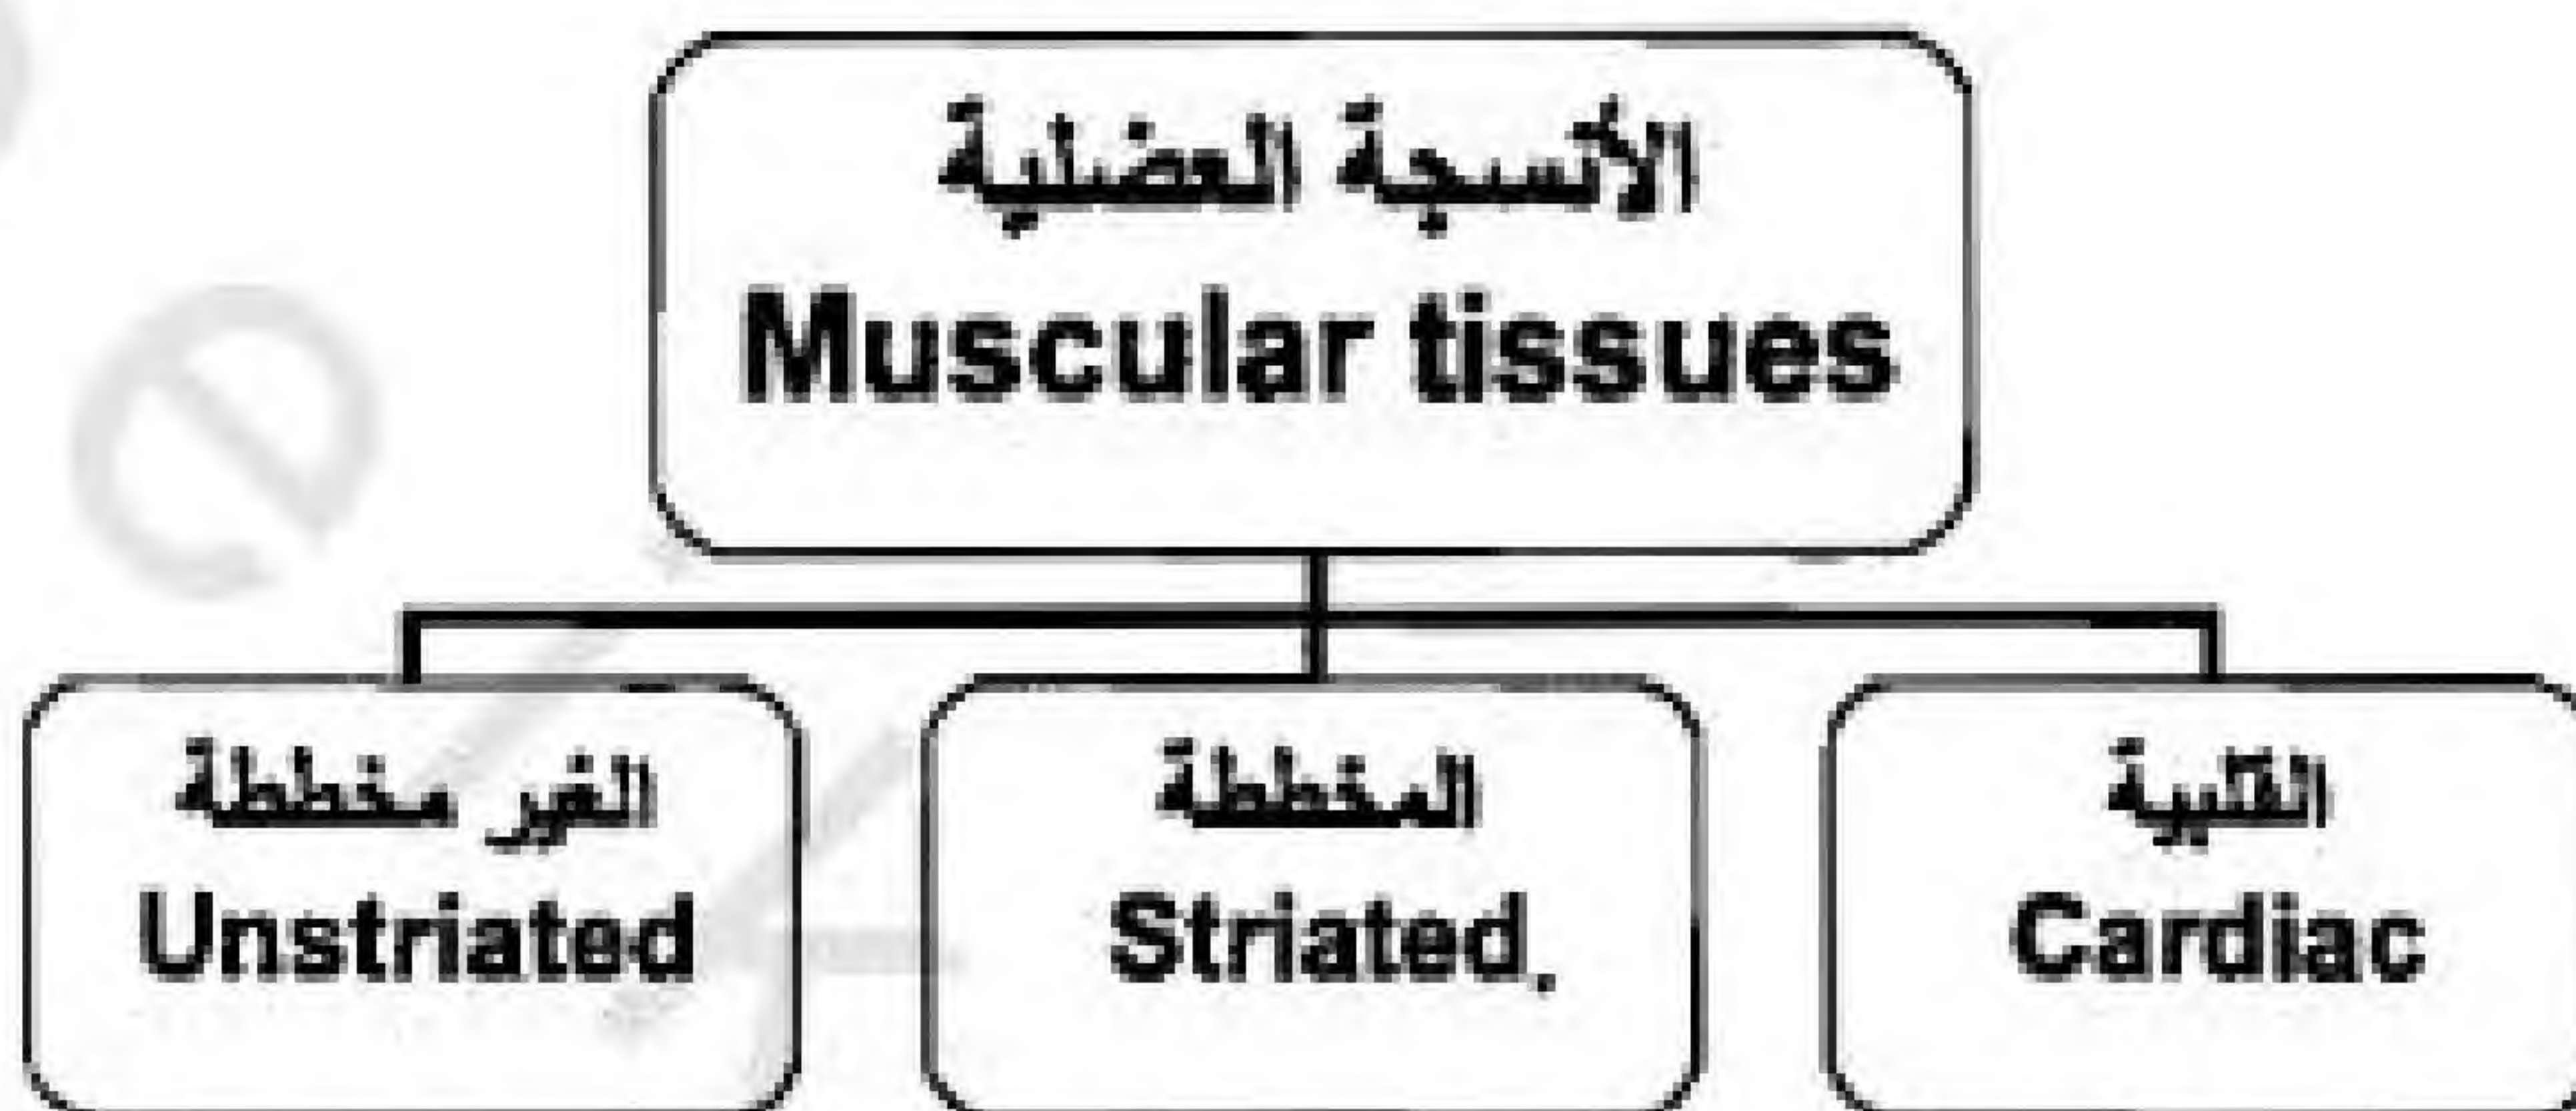 الأنسجة العضلية
Muscular tissues
الغير مخططة
Unstriated
المخططة
Striated.
القلبية
Cardiac